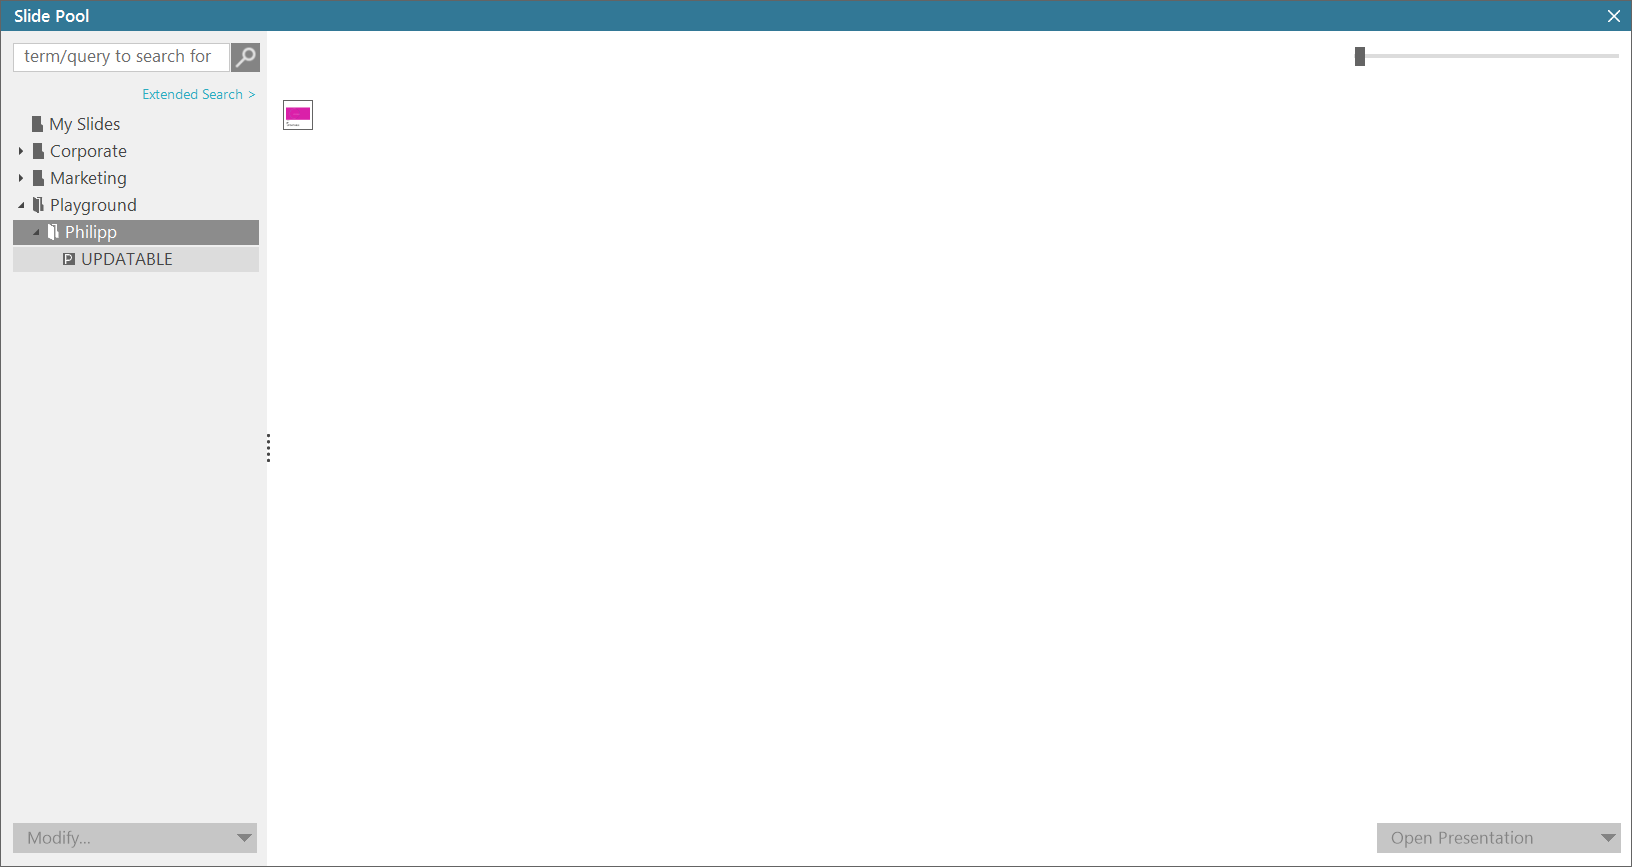 Slide Pool
term/query to search for
Extended Search >
My Slides
Corporate
Marketing
Playground
Philipp
P UPDATABLE
Modify...
Open Presentation